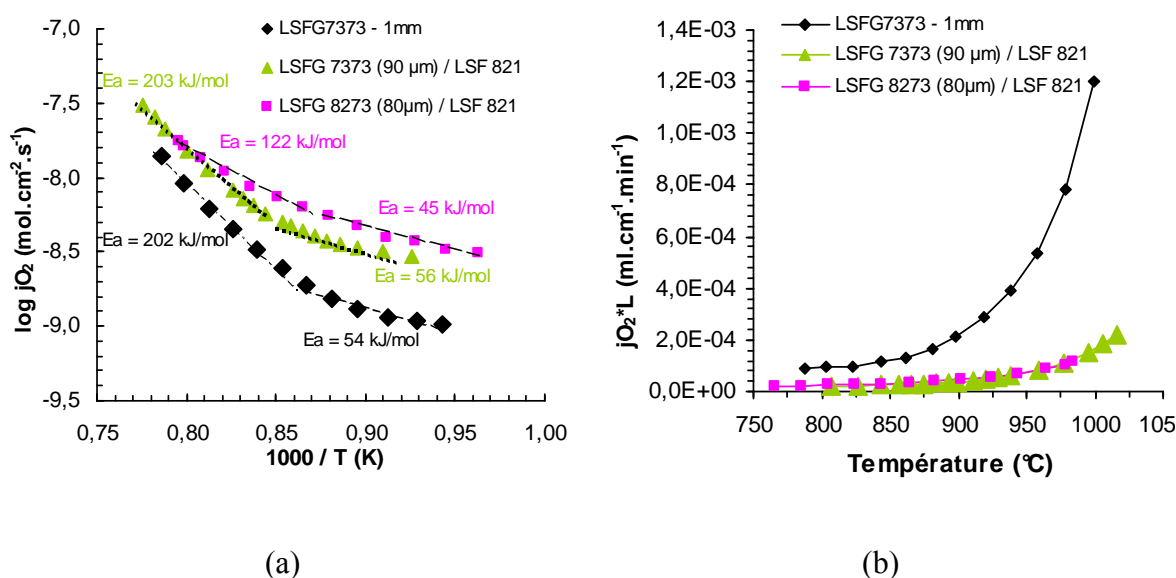 -7,0
-7,5
-8,0
-8,5
-9,0
-9,5
log jO₂ (mol.cm⁻².s⁻¹)
LSFG7373 - 1mm
LSFG 7373 (90 µm) / LSF 821
LSFG 8273 (80µm) / LSF 821
Ea = 203 kJ/mol
Ea = 122 kJ/mol
Ea = 45 kJ/mol
Ea = 202 kJ/mol
Ea = 56 kJ/mol
Ea = 54 kJ/mol
0,75 0,80 0,85 0,90 0,95 1,00
1000 / T (K)
(a)
1,4E-03
1,2E-03
1,0E-03
8,0E-04
6,0E-04
4,0E-04
2,0E-04
0,0E+00
jO₂*L (ml.cm⁻¹.min⁻¹)
LSFG7373 - 1mm
LSFG 7373 (90 µm) / LSF 821
LSFG 8273 (80µm) / LSF 821
750 800 850 900 950 1000 105
Température (°C)
(b)